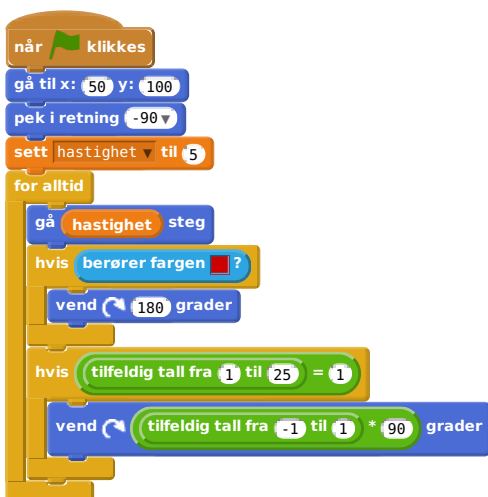 når klikkes
gå til x: 50 y: 100
pek i retning -90
sett hastighet til 5
for alltid
gå hastighet steg
hvis berører fargen ?
vend 180 grader
hvis tilfeldig tall fra 1 til 25 = 1
vend tilfeldig tall fra -1 til 1 * 90 grader